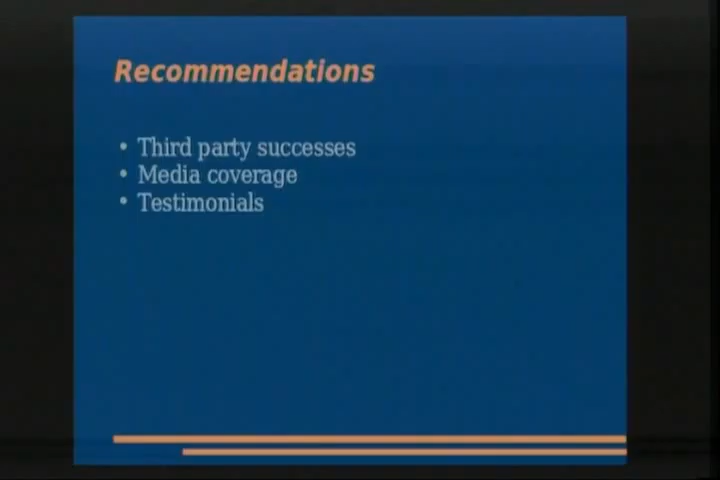 Recommendations
• Third party successes
• Media coverage
• Testimonials